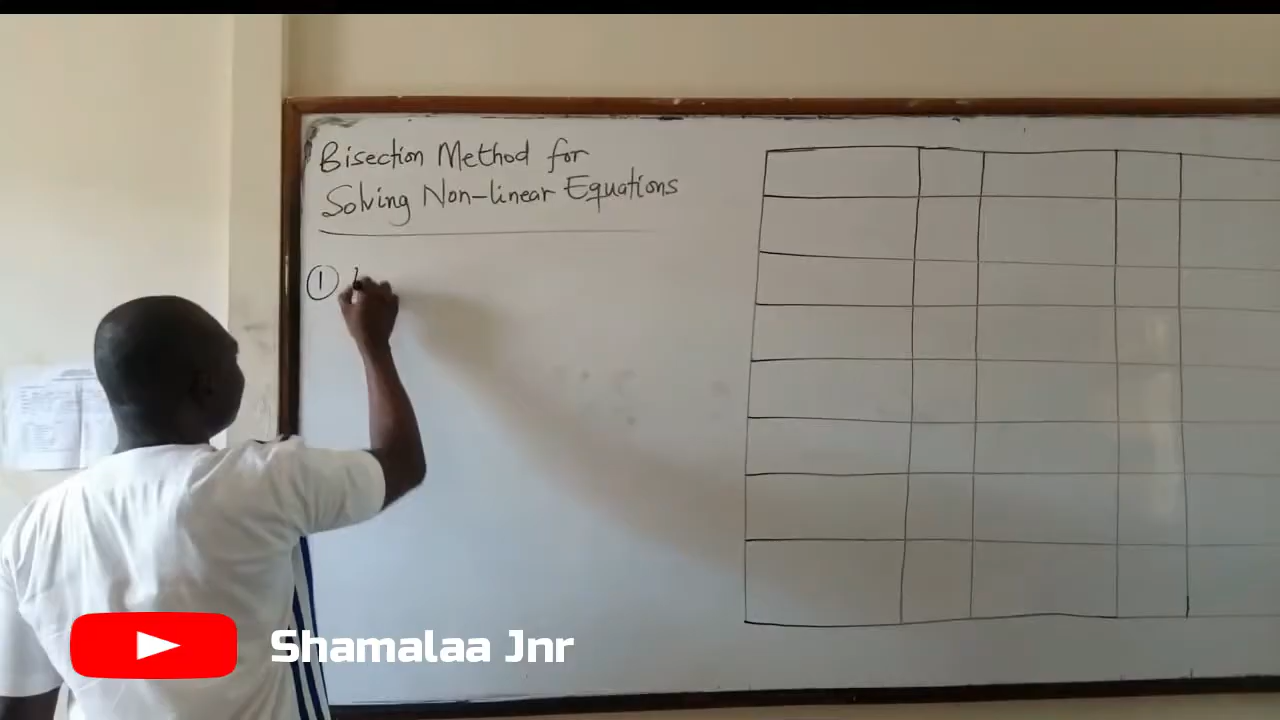 Bisection Method for
Solving Non-linear Equations
①
Shamalaa Jnr